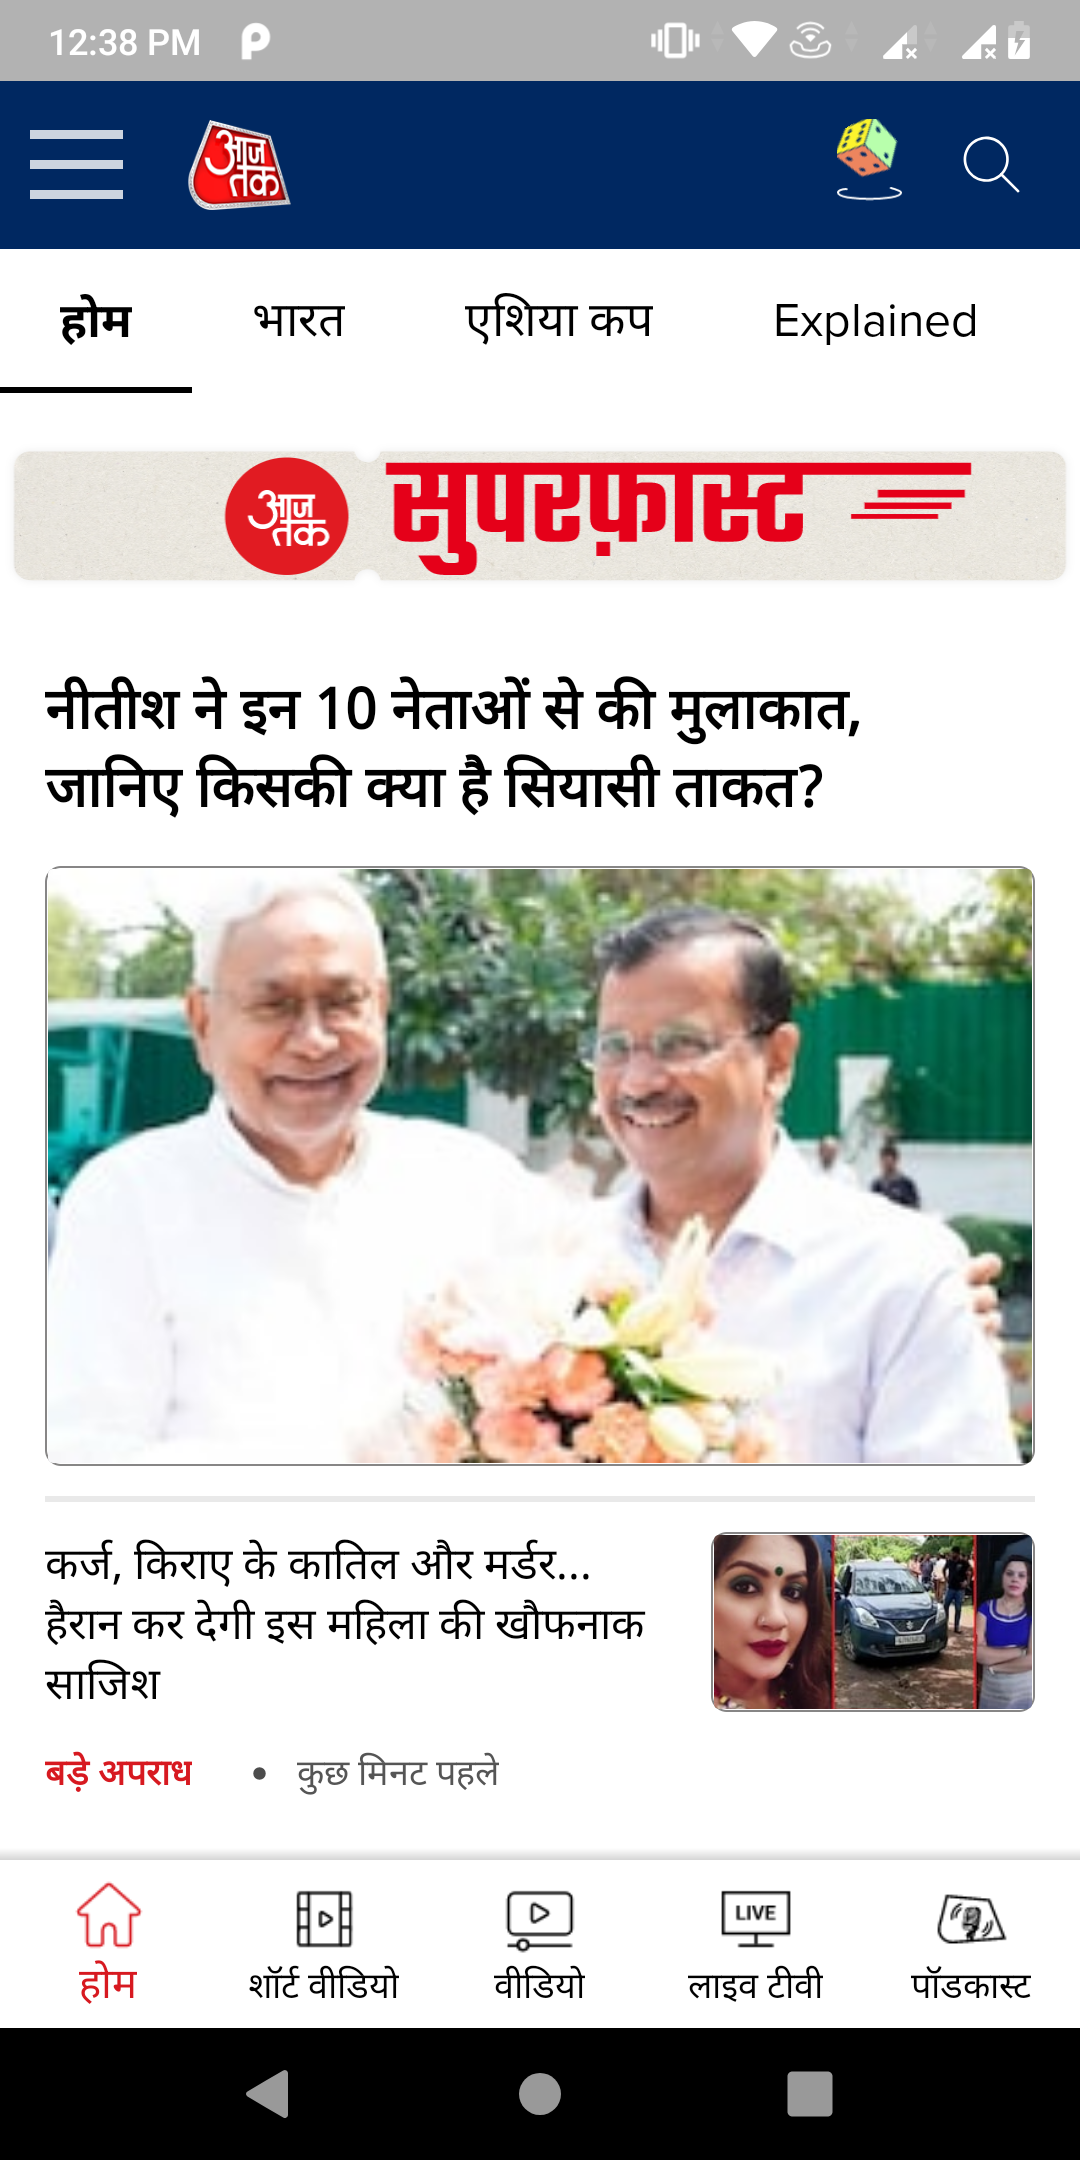 12:38 PM
आज तक
होम भारत एशिया कप Explained
आज तक सुपरफ़ास्ट
नीतीश ने इन 10 नेताओं से की मुलाकात,
जानिए किसकी क्या है सियासी ताकत?
कर्ज, किराए के कातिल और मर्डर...
हैरान कर देगी इस महिला की खौफनाक
साजिश
बड़े अपराध • कुछ मिनट पहले
LIVE
होम शॉर्ट वीडियो वीडियो लाइव टीवी पॉडकास्ट